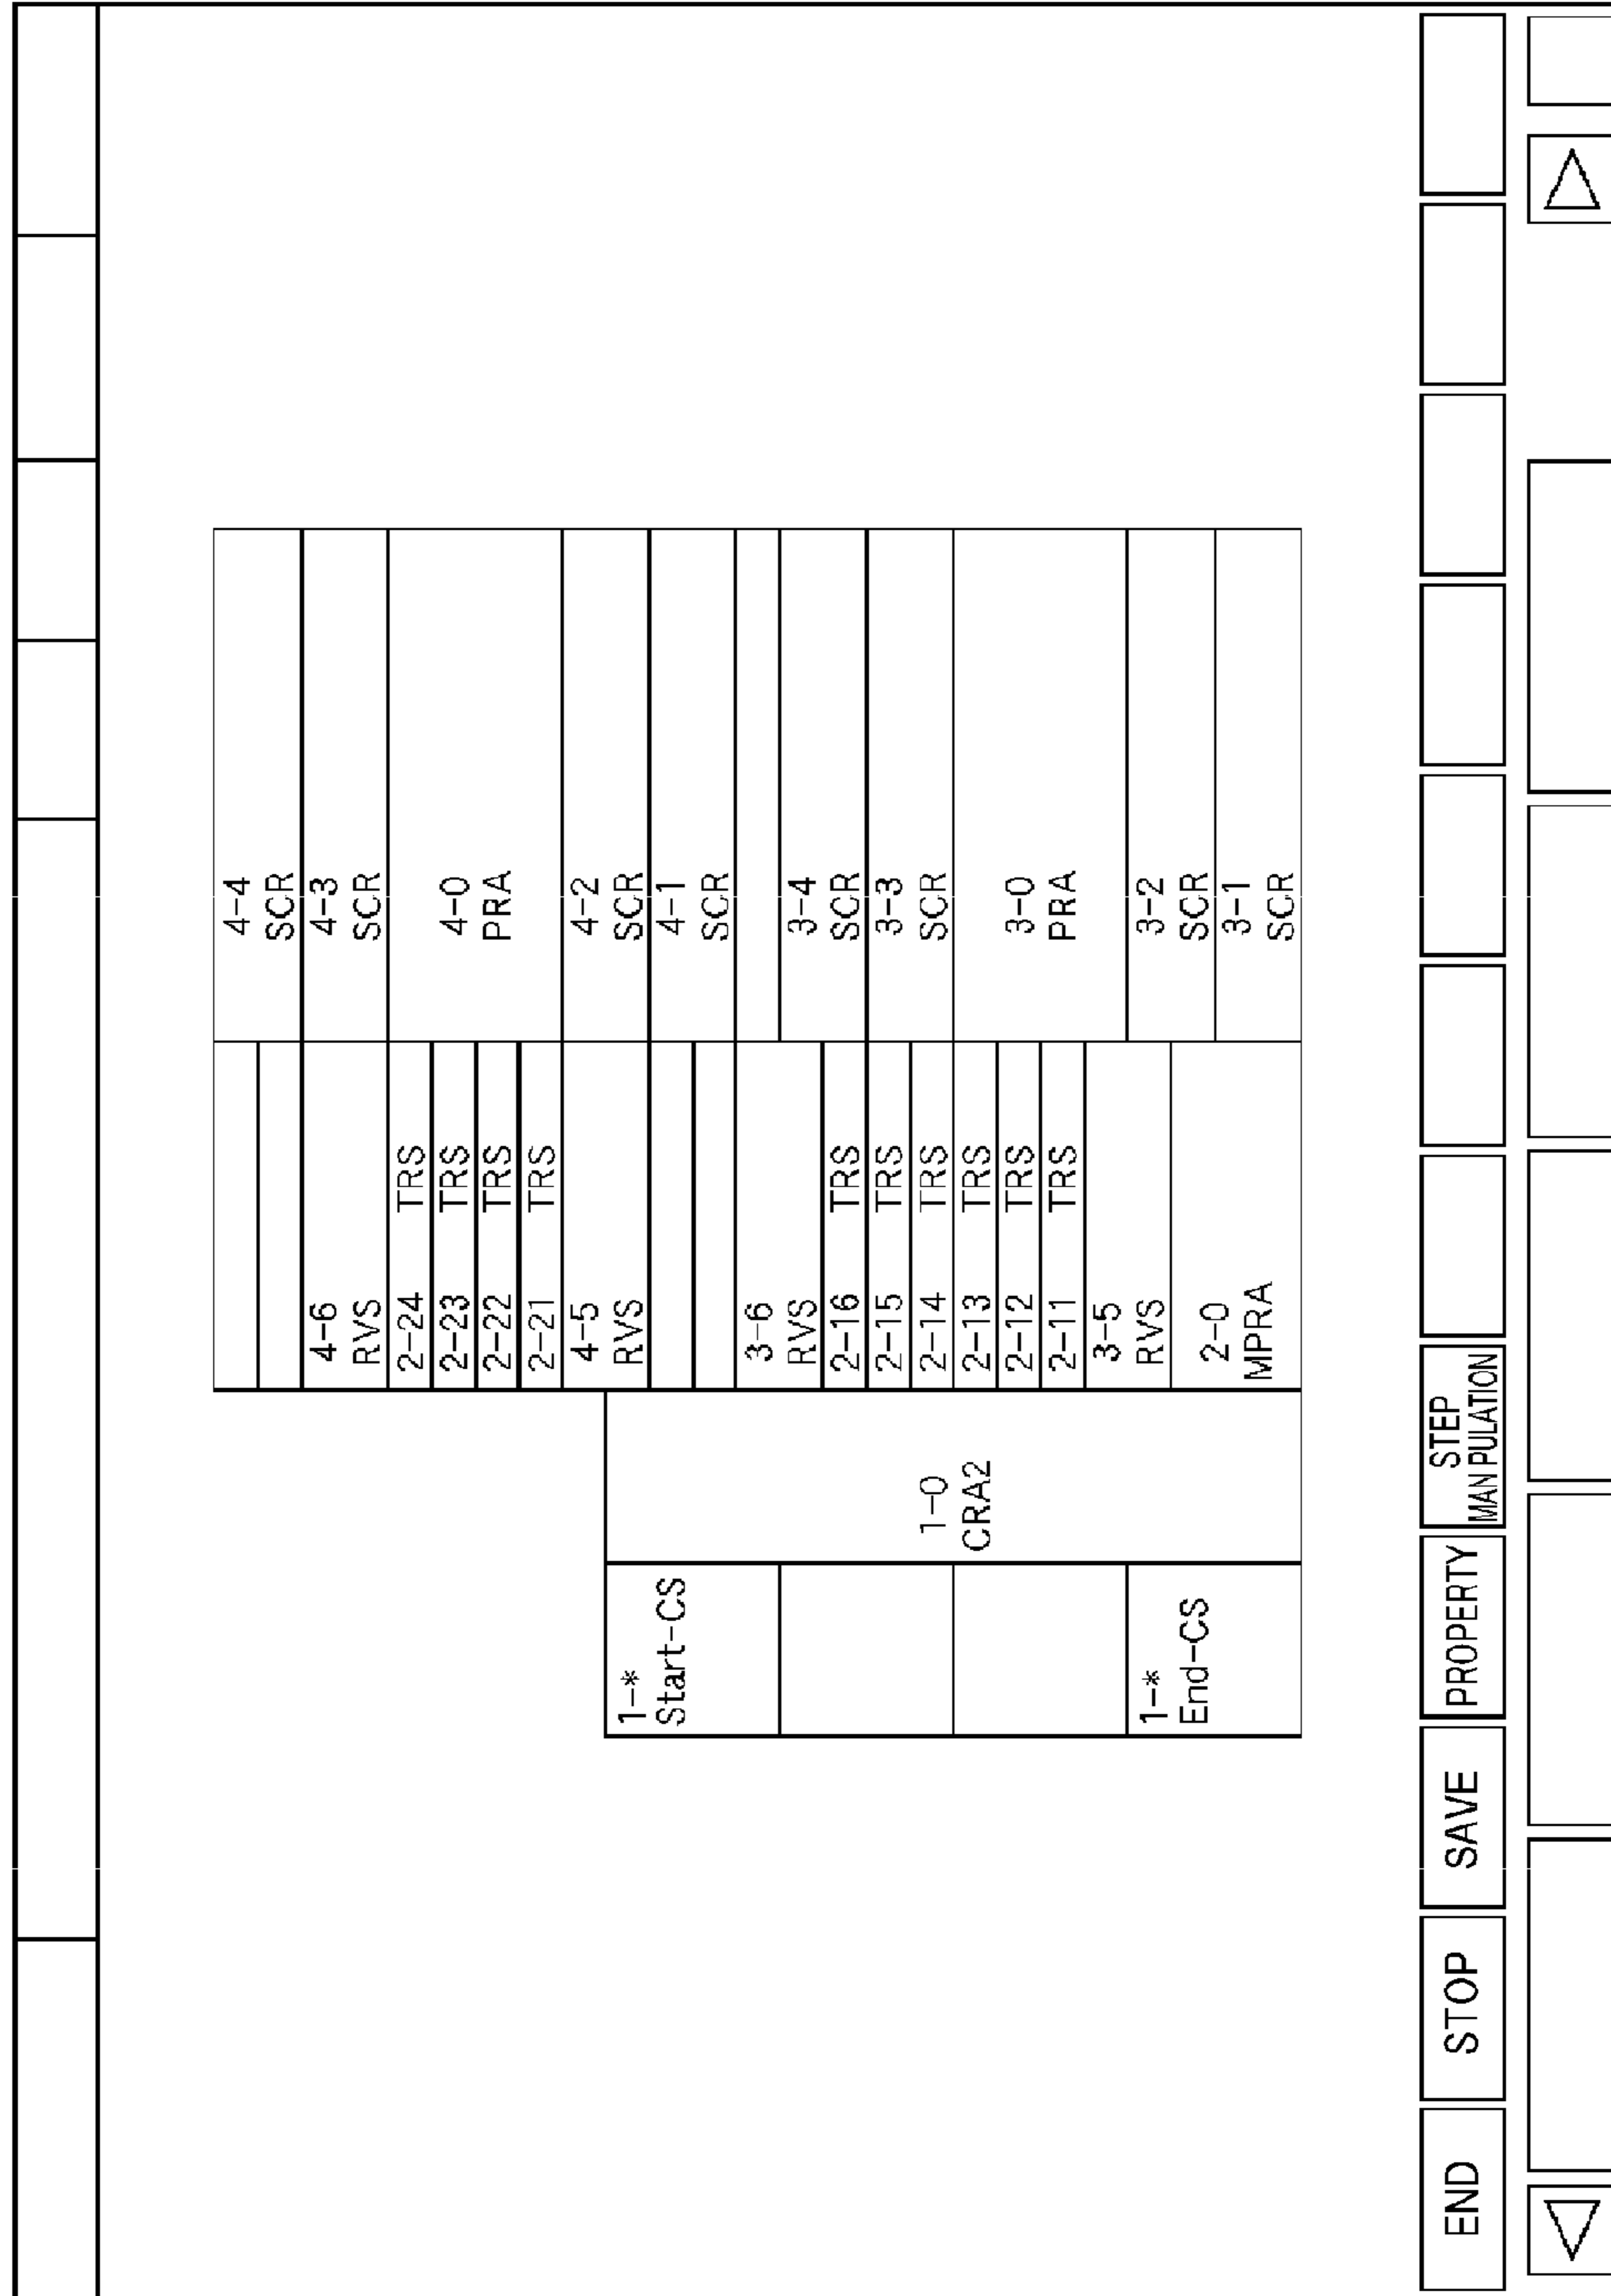 1-*
Start-CS
1-*
End-CS
1-0
CRA2
4-6
RVS
2-24 TRS
2-23 TRS
2-22 TRS
2-21 TRS
4-5
RVS
3-6
RVS
2-16 TRS
2-15 TRS
2-14 TRS
2-13 TRS
2-12 TRS
2-11 TRS
3-5
RVS
2-0
MPRA
4-4
SCR
4-3
SCR
4-0
PRA
4-2
SCR
4-1
SCR
3-4
SCR
3-3
SCR
3-0
PRA
3-2
SCR
3-1
SCR
END
STOP
SAVE
PROPERTY
STEP
MAN PULATION